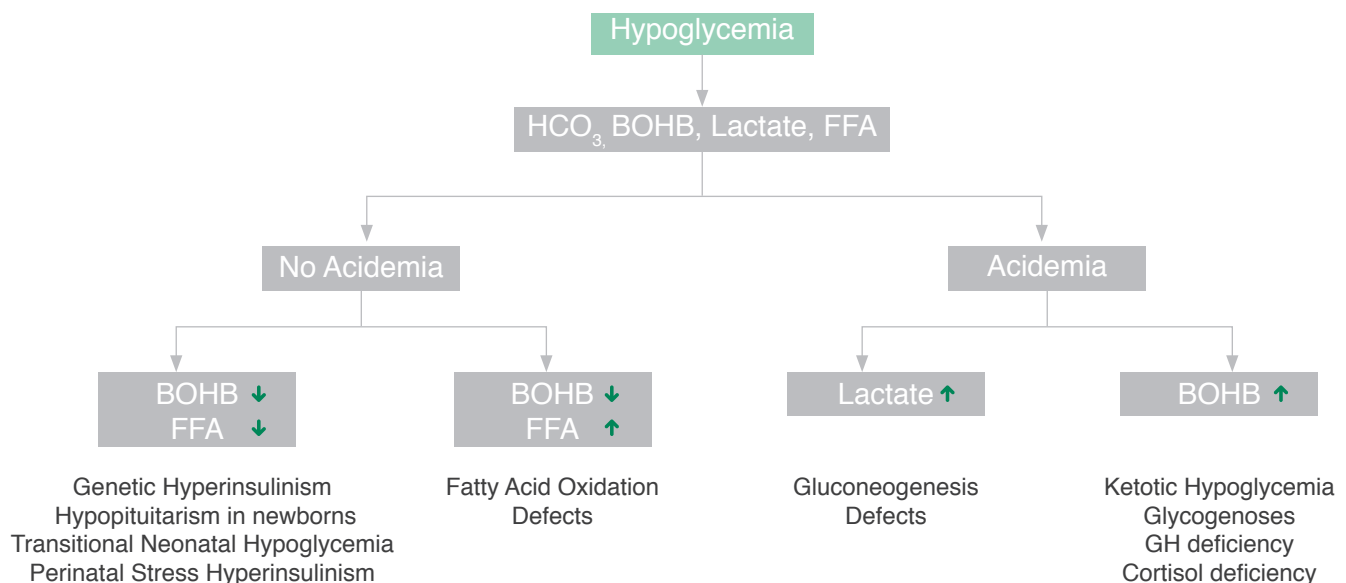 Hypoglycemia
HCO3, BOHB, Lactate, FFA
No Acidemia
Acidemia
BOHB ↓
FFA ↓
BOHB ↓
FFA ↑
Lactate ↑
BOHB ↑
Genetic Hyperinsulinism
Hypopituitarism in newborns
Transitional Neonatal Hypoglycemia
Perinatal Stress Hyperinsulinism
Fatty Acid Oxidation
Defects
Gluconeogenesis
Defects
Ketotic Hypoglycemia
Glycogenoses
GH deficiency
Cortisol deficiency